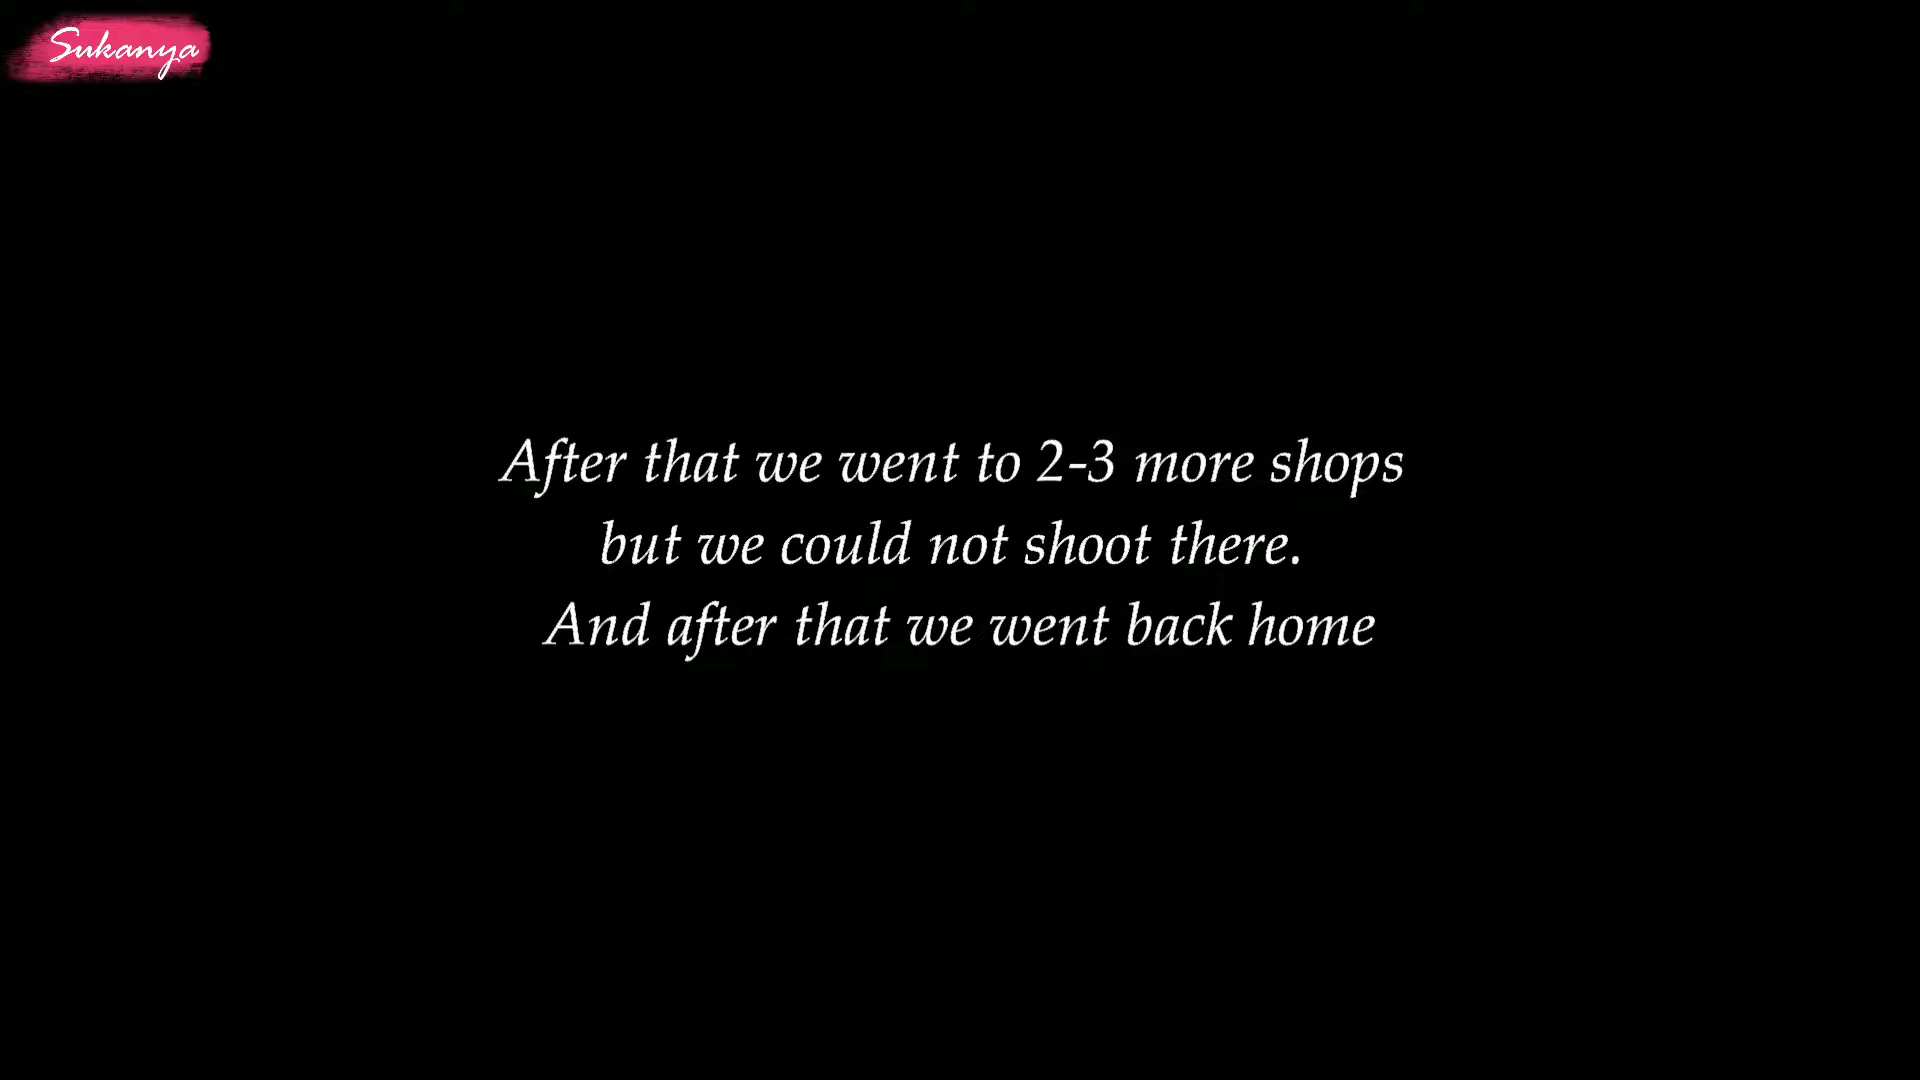 Sukanya
After that we went to 2-3 more shops
but we could not shoot there.
And after that we went back home